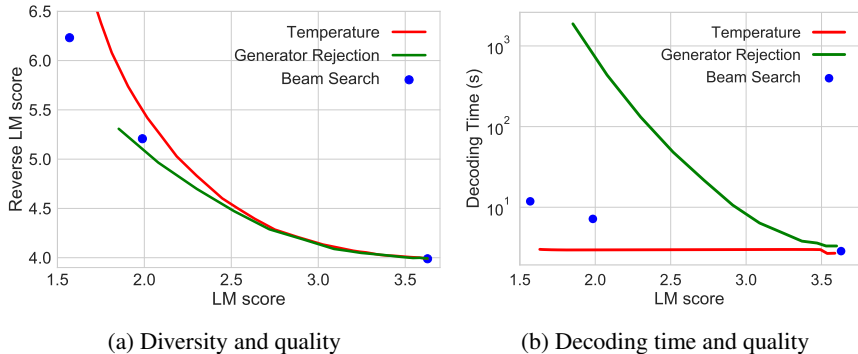 6.5
6.0
5.5
5.0
4.5
4.0
Reverse LM score
Temperature
Generator Rejection
Beam Search
1.5 2.0 2.5 3.0 3.5
LM score
(a) Diversity and quality
10³
10²
10¹
Decoding Time (s)
Temperature
Generator Rejection
Beam Search
1.5 2.0 2.5 3.0 3.5
LM score
(b) Decoding time and quality